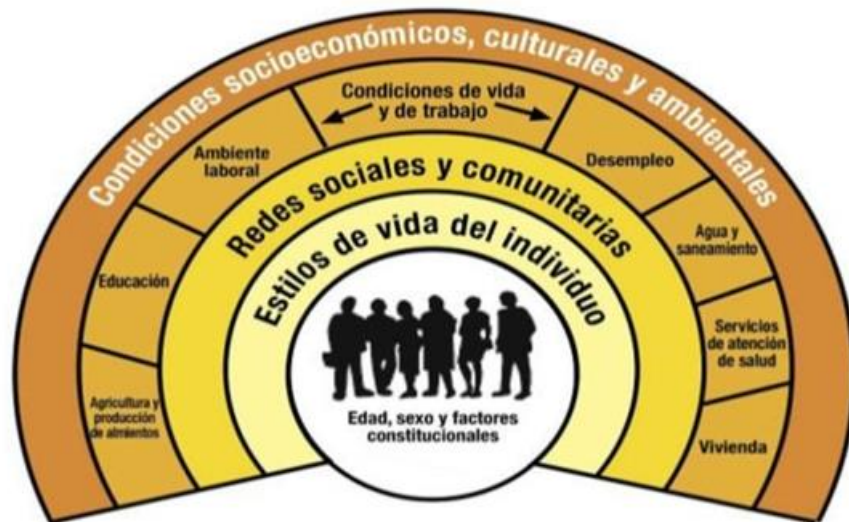 Condiciones socioeconómicos, culturales y ambientales
Condiciones de vida
y de trabajo
Ambiente
laboral
Desempleo
Redes sociales y comunitarias
Agua y
saneamiento
Educación
Estilos de vida del individuo
Servicios
de atención
de salud
Agricultura y
producción
de almientos
Edad, sexo y factores
constitucionales
Vivienda